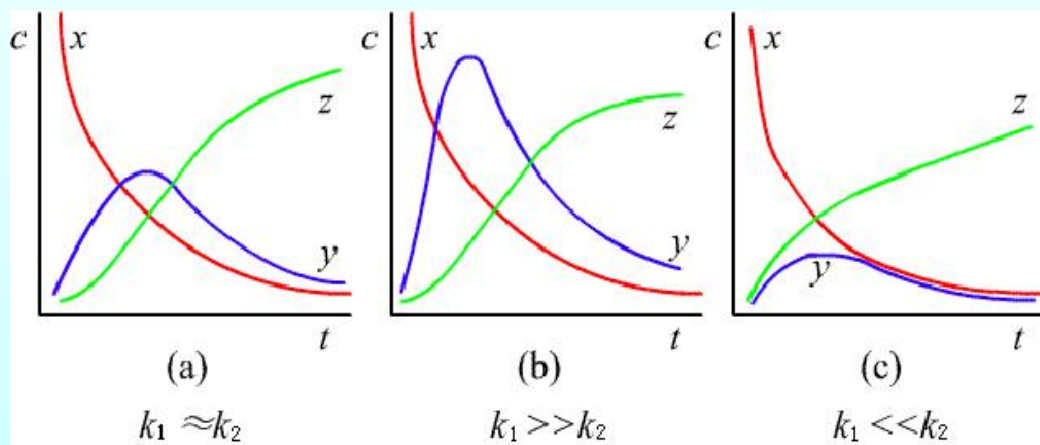 c x z y t
c x z y t
c x z y t
(a) (b) (c)
k₁ ≈k₂ k₁ >>k₂ k₁ <<k₂